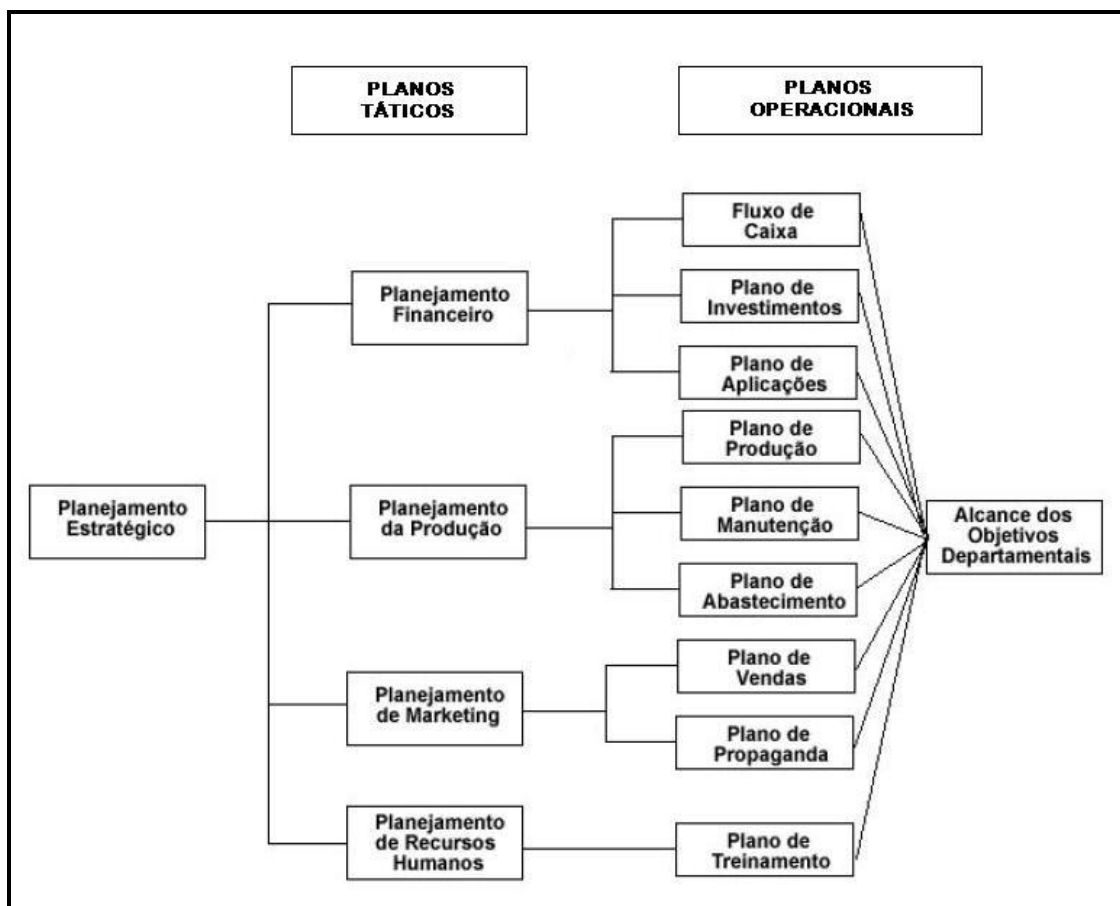 PLANOS
TÁTICOS
PLANOS
OPERACIONAIS
Planejamento
Estratégico
Planejamento
Financeiro
Planejamento
da Produção
Planejamento
de Marketing
Planejamento
de Recursos
Humanos
Fluxo de
Caixa
Plano de
Investimentos
Plano de
Aplicações
Plano de
Produção
Plano de
Manutenção
Plano de
Abastecimento
Plano de
Vendas
Plano de
Propaganda
Plano de
Treinamento
Alcance dos
Objetivos
Departamentais